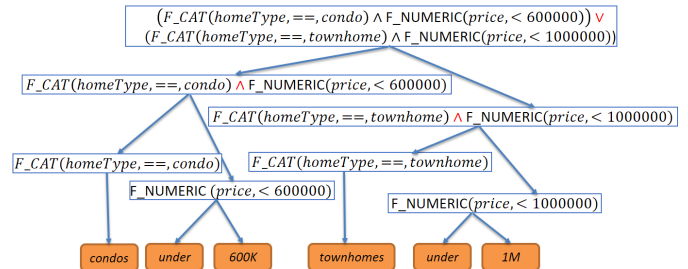 (F_CAT(homeType,==,condo) ∧ F_NUMERIC(price,< 600000)) ∨
(F_CAT(homeType,==,townhome) ∧ F_NUMERIC(price,< 1000000))
F_CAT(homeType,==,condo) ∧ F_NUMERIC(price,< 600000)
F_CAT(homeType,==,townhome) ∧ F_NUMERIC(price,< 1000000)
F_CAT(homeType,==,condo)
F_CAT(homeType,==,townhome)
F_NUMERIC (price,< 600000)
F_NUMERIC(price,< 1000000)
condos
under
600K
townhomes
under
1M